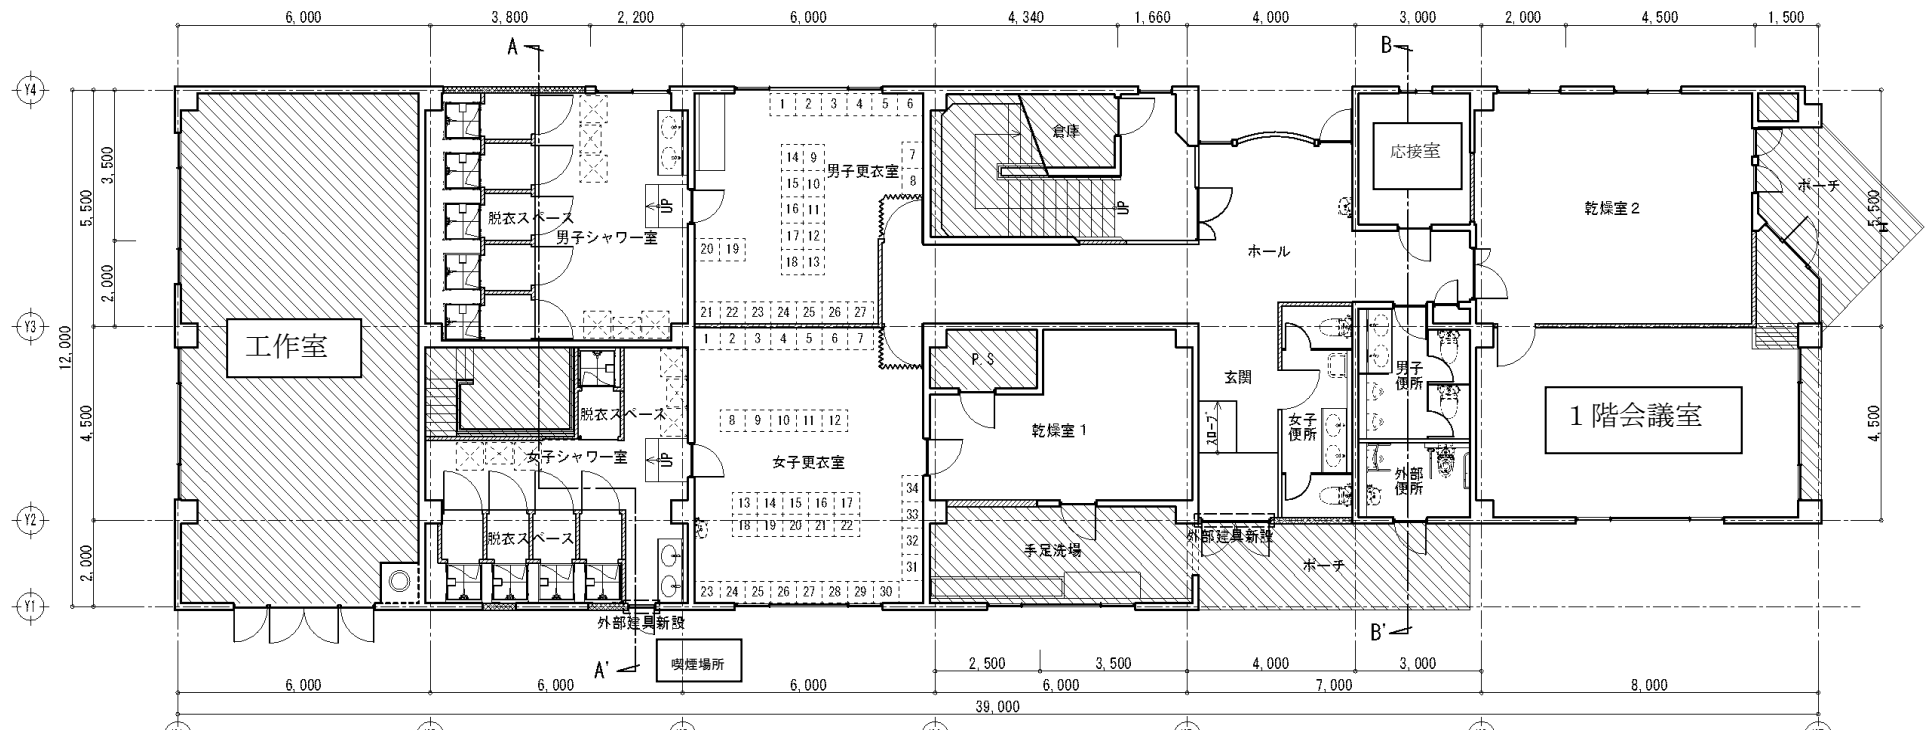 6,000
3,800
2,200
6,000
4,340
1,660
4,000
3,000
2,000
4,500
1,500
A
B
Y4
Y3
Y2
Y1
12,000
5,500
3,500
2,000
4,500
2,000
工作室
脱衣スペース
男子シャワー室
UP
脱衣スペース
女子シャワー室
UP
脱衣スペース
外部建具新設
1 2 3 4 5 6
7
8
14 9
15 10
16 11
17 12
18 13
男子更衣室
20 19
21 22 23 24 25 26 27
1 2 3 4 5 6 7
8 9 10 11 12
女子更衣室
13 14 15 16 17
18 19 20 21 22
34
33
32
31
23 24 25 26 27 28 29 30
倉庫
UP
P.S
乾燥室1
手足洗場
ホール
玄関
スロープ
女子
便所
外部建具新設
応接室
男子
便所
外部
便所
ポーチ
乾燥室2
ポーチ
1階会議室
5,500
4,500
A'
B'
喫煙場所
2,500
3,500
4,000
3,000
6,000
6,000
6,000
6,000
7,000
8,000
39,000